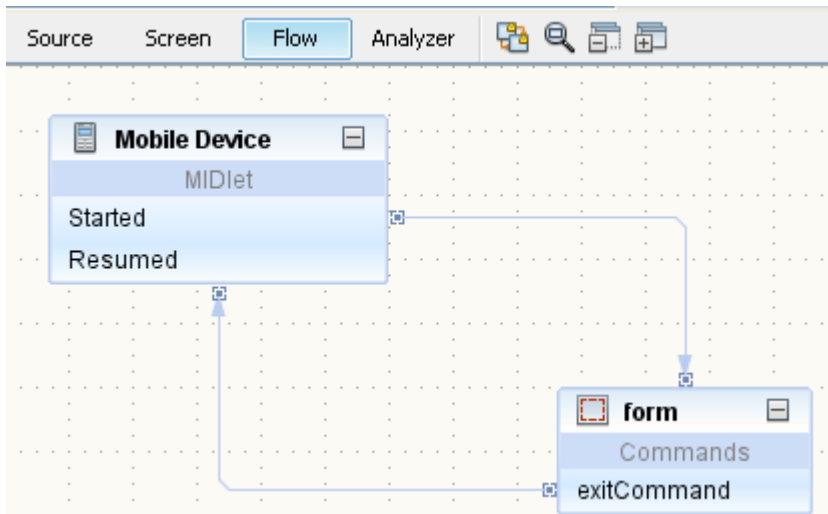 Source Screen Flow Analyzer
Mobile Device
MIDlet
Started
Resumed
form
Commands
exitCommand